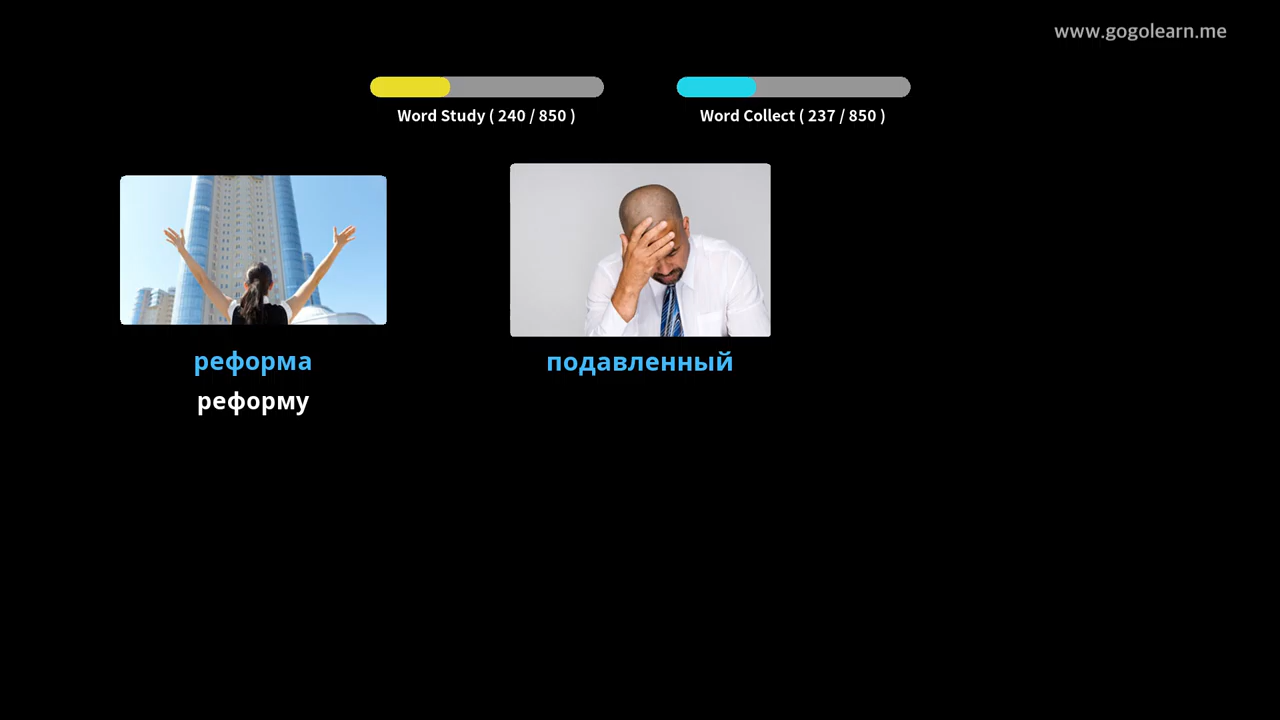 www.gogolearn.me
Word Study ( 240 / 850 )
Word Collect ( 237 / 850 )
реформа
реформу
подавленный